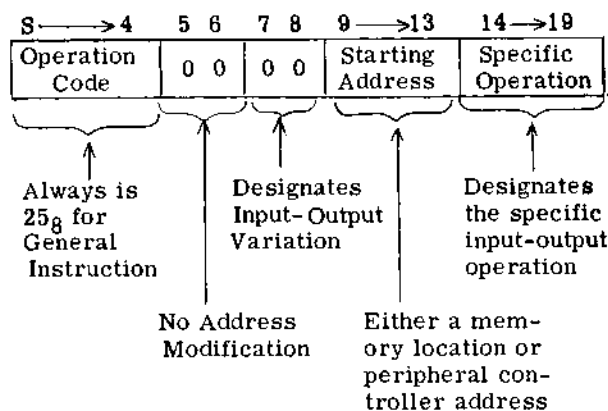 S → 4 5 6 7 8 9 → 13 14 → 19
Operation Code
0 0
0 0
Starting Address
Specific Operation
Always is
25₈ for
General
Instruction
Designates
Input-Output
Variation
Designates
the specific
input-output
operation
No Address
Modification
Either a mem-
ory location or
peripheral con-
troller address